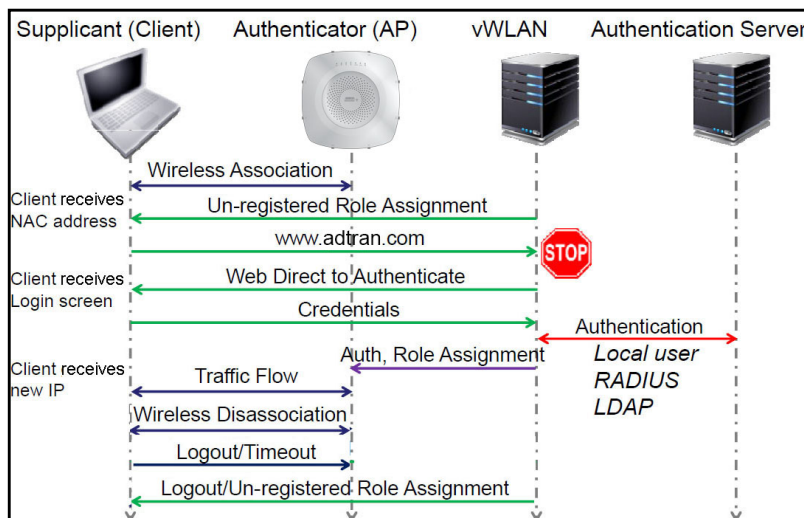 Supplicant (Client)
Authenticator (AP)
vWLAN
Authentication Server
Wireless Association
Client receives
NAC address
Un-registered Role Assignment
www.adtran.com
STOP
Client receives
Login screen
Web Direct to Authenticate
Credentials
Authentication
Local user
RADIUS
LDAP
Auth, Role Assignment
Client receives
new IP
Traffic Flow
Wireless Disassociation
Logout/Timeout
Logout/Un-registered Role Assignment